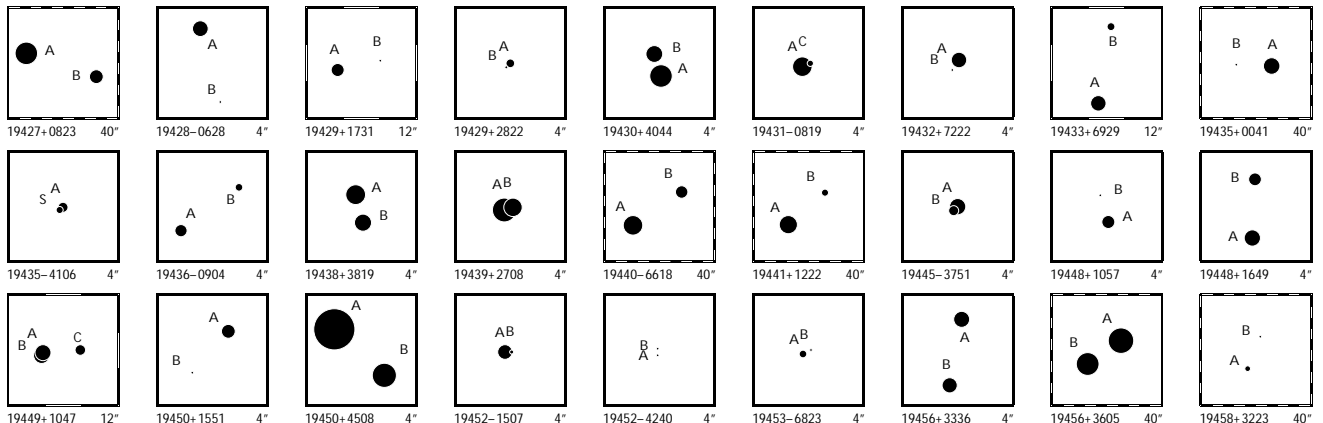 A B A B A B A B B A A C A B B A B A
19427+0823 40″ 19428−0628 4″ 19429+1731 12″ 19429+2822 4″ 19430+4044 4″ 19431−0819 4″ 19432+7222 4″ 19433+6929 12″ 19435+0041 40″
S A A B A B A B A B A B A B B A B A
19435−4106 4″ 19436−0904 4″ 19438+3819 4″ 19439+2708 4″ 19440−6618 40″ 19441+1222 40″ 19445−3751 4″ 19448+1057 4″ 19448+1649 4″
A B C A B A B A B B A A B A B A B B A
19449+1047 12″ 19450+1551 4″ 19450+4508 4″ 19452−1507 4″ 19452−4240 4″ 19453−6823 4″ 19456+3336 4″ 19456+3605 40″ 19458+3223 40″